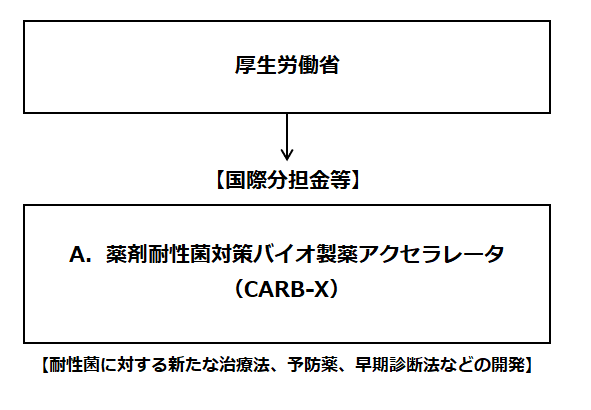 厚生労働省
【国際分担金等】
A．薬剤耐性菌対策バイオ製薬アクセラレータ
（CARB-X）
【耐性菌に対する新たな治療法、予防薬、早期診断法などの開発】